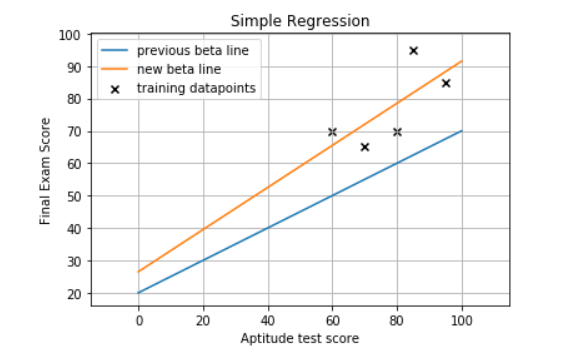 Simple Regression
100
90
80
70
60
50
40
30
20
Final Exam Score
previous beta line
new beta line
training datapoints
0 20 40 60 80 100
Aptitude test score